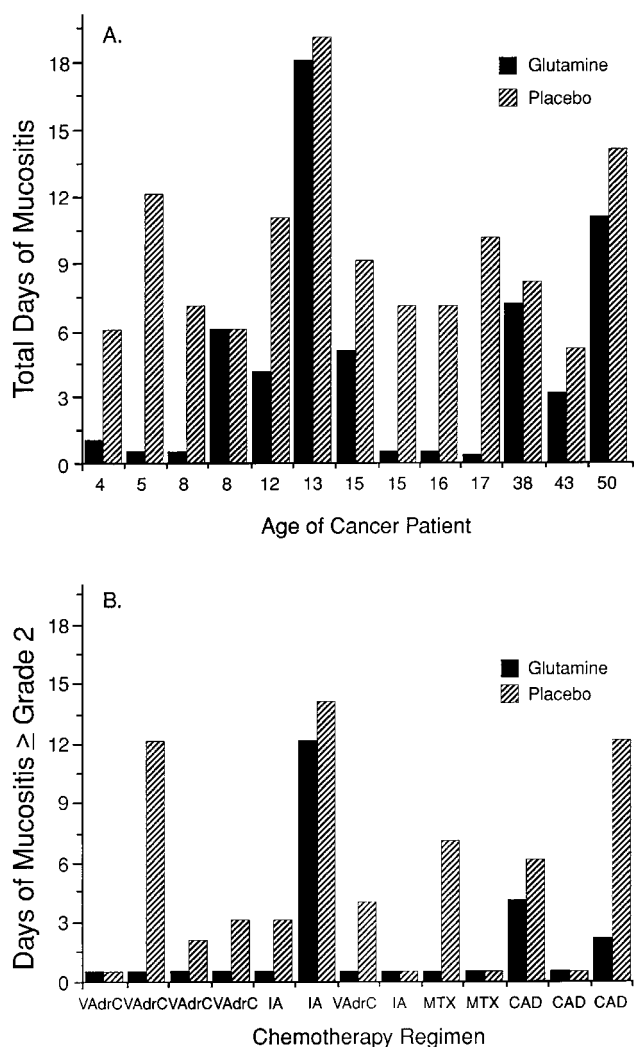 A.
Glutamine
Placebo
Total Days of Mucositis
18
15
12
9
6
3
0
4 5 8 8 12 13 15 15 16 17 38 43 50
Age of Cancer Patient
B.
Glutamine
Placebo
Days of Mucositis ≥ Grade 2
18
15
12
9
6
3
0
VAdrC VAdrC VAdrC VAdrC IA IA VAdrC IA MTX MTX CAD CAD CAD
Chemotherapy Regimen